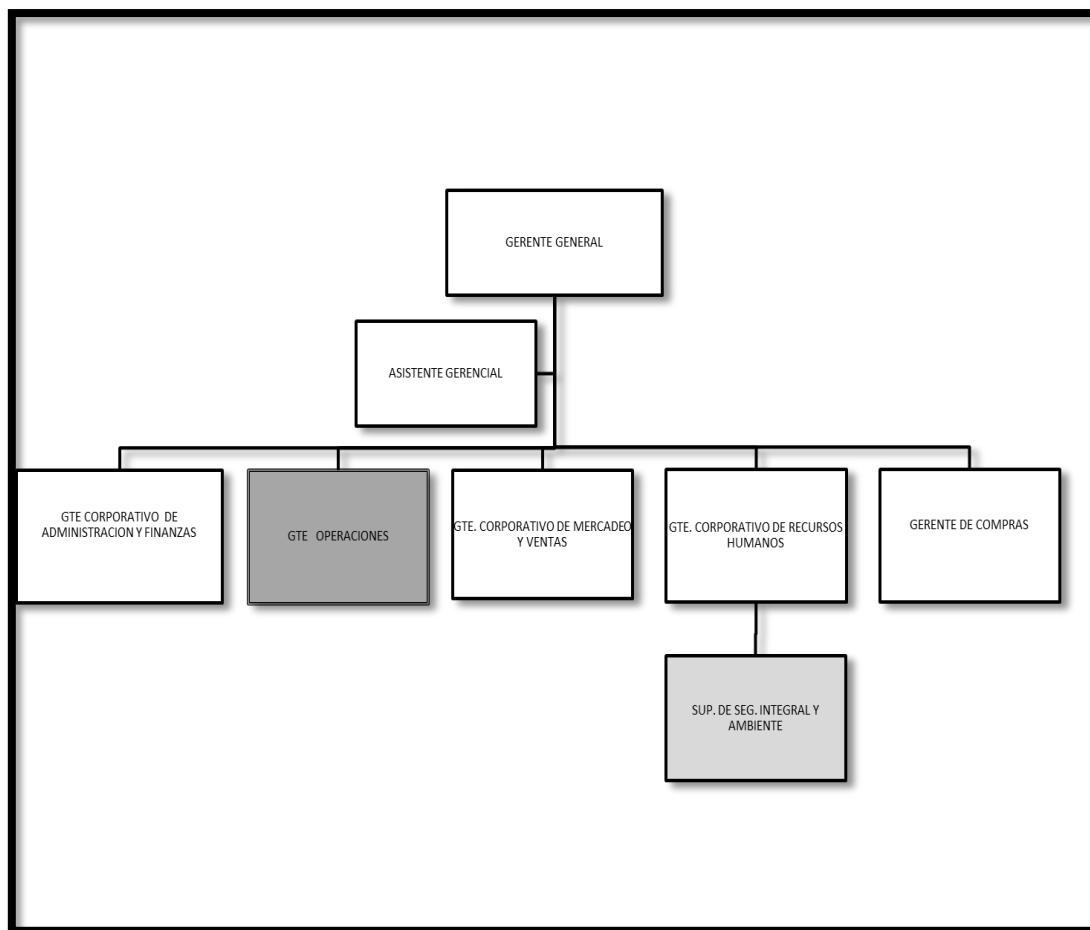 GERENTE GENERAL
ASISTENTE GERENCIAL
GTE CORPORATIVO DE
ADMINISTRACION Y FINANZAS
GTE OPERACIONES
GTE. CORPORATIVO DE MERCADEO
Y VENTAS
GTE. CORPORATIVO DE RECURSOS
HUMANOS
GERENTE DE COMPRAS
SUP. DE SEG. INTEGRAL Y
AMBIENTE